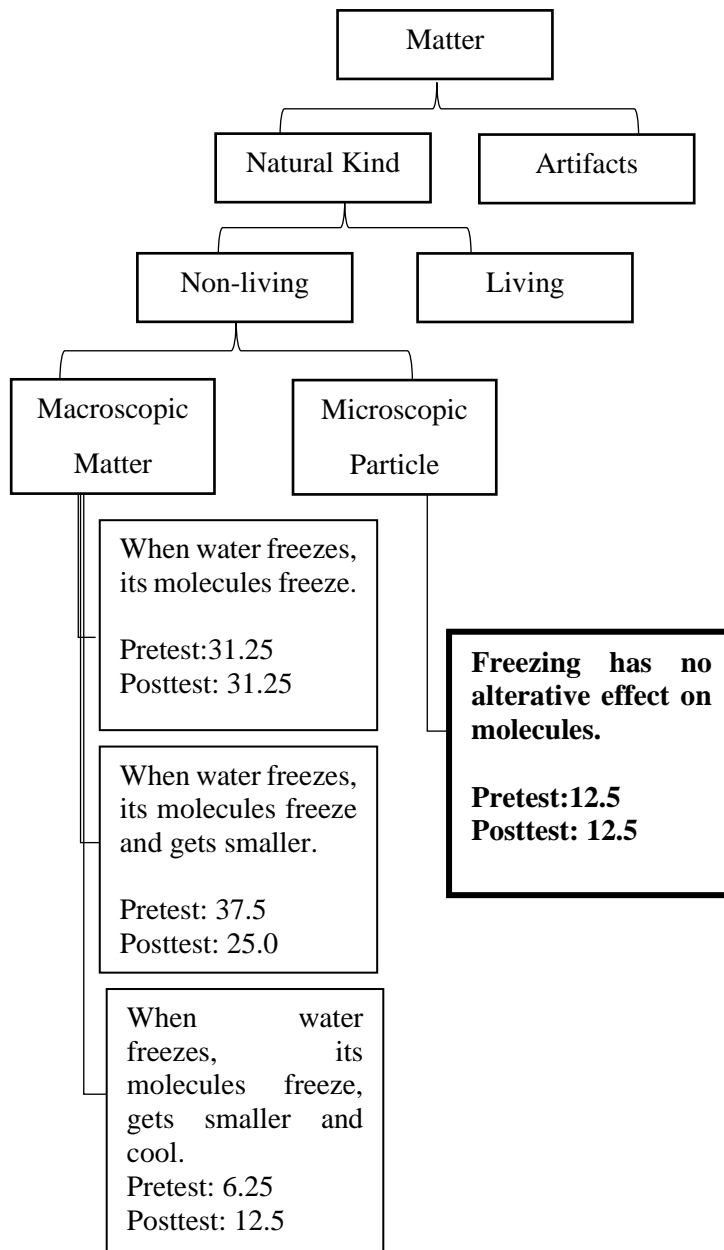 Matter
Natural Kind
Artifacts
Non-living
Living
Macroscopic
Matter
Microscopic
Particle
When water freezes,
its molecules freeze.
Pretest:31.25
Posttest: 31.25
Freezing has no
alterative effect on
molecules.
Pretest:12.5
Posttest: 12.5
When water freezes,
its molecules freeze
and gets smaller.
Pretest: 37.5
Posttest: 25.0
When water
freezes, its
molecules freeze,
gets smaller and
cool.
Pretest: 6.25
Posttest: 12.5